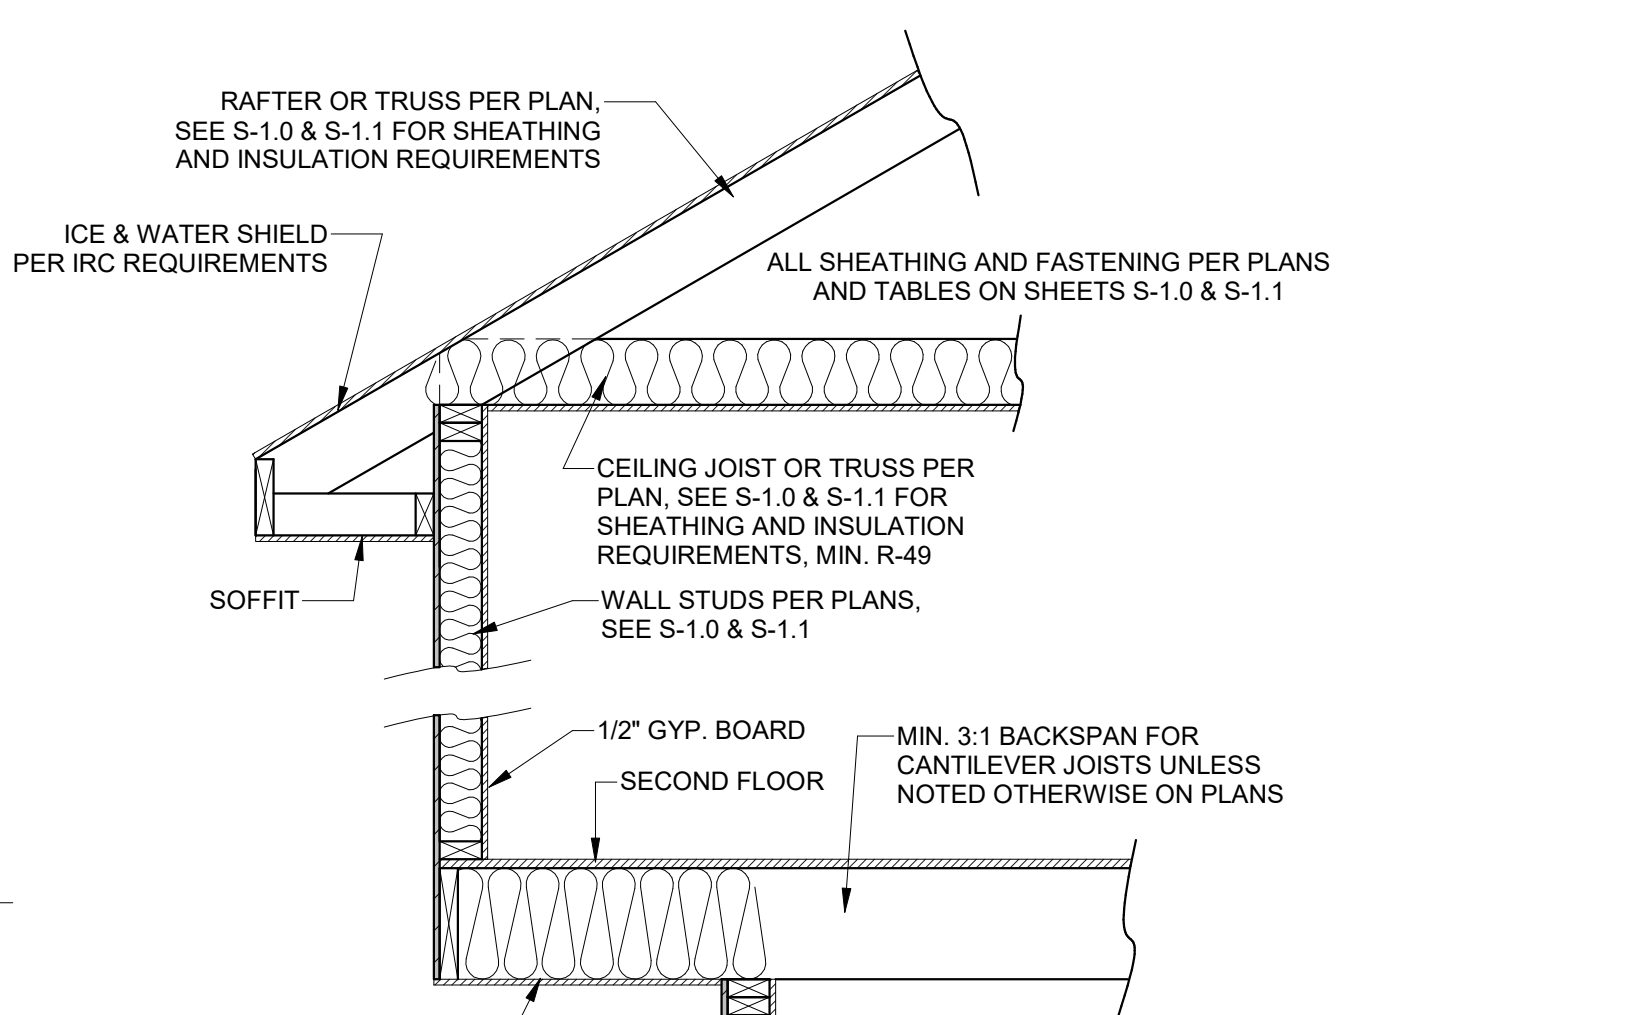 RAFTER OR TRUSS PER PLAN,
SEE S-1.0 & S-1.1 FOR SHEATHING
AND INSULATION REQUIREMENTS
ICE & WATER SHIELD
PER IRC REQUIREMENTS
ALL SHEATHING AND FASTENING PER PLANS
AND TABLES ON SHEETS S-1.0 & S-1.1
CEILING JOIST OR TRUSS PER
PLAN, SEE S-1.0 & S-1.1 FOR
SHEATHING AND INSULATION
REQUIREMENTS, MIN. R-49
SOFFIT
WALL STUDS PER PLANS,
SEE S-1.0 & S-1.1
1/2" GYP. BOARD
SECOND FLOOR
MIN. 3:1 BACKSPAN FOR
CANTILEVER JOISTS UNLESS
NOTED OTHERWISE ON PLANS